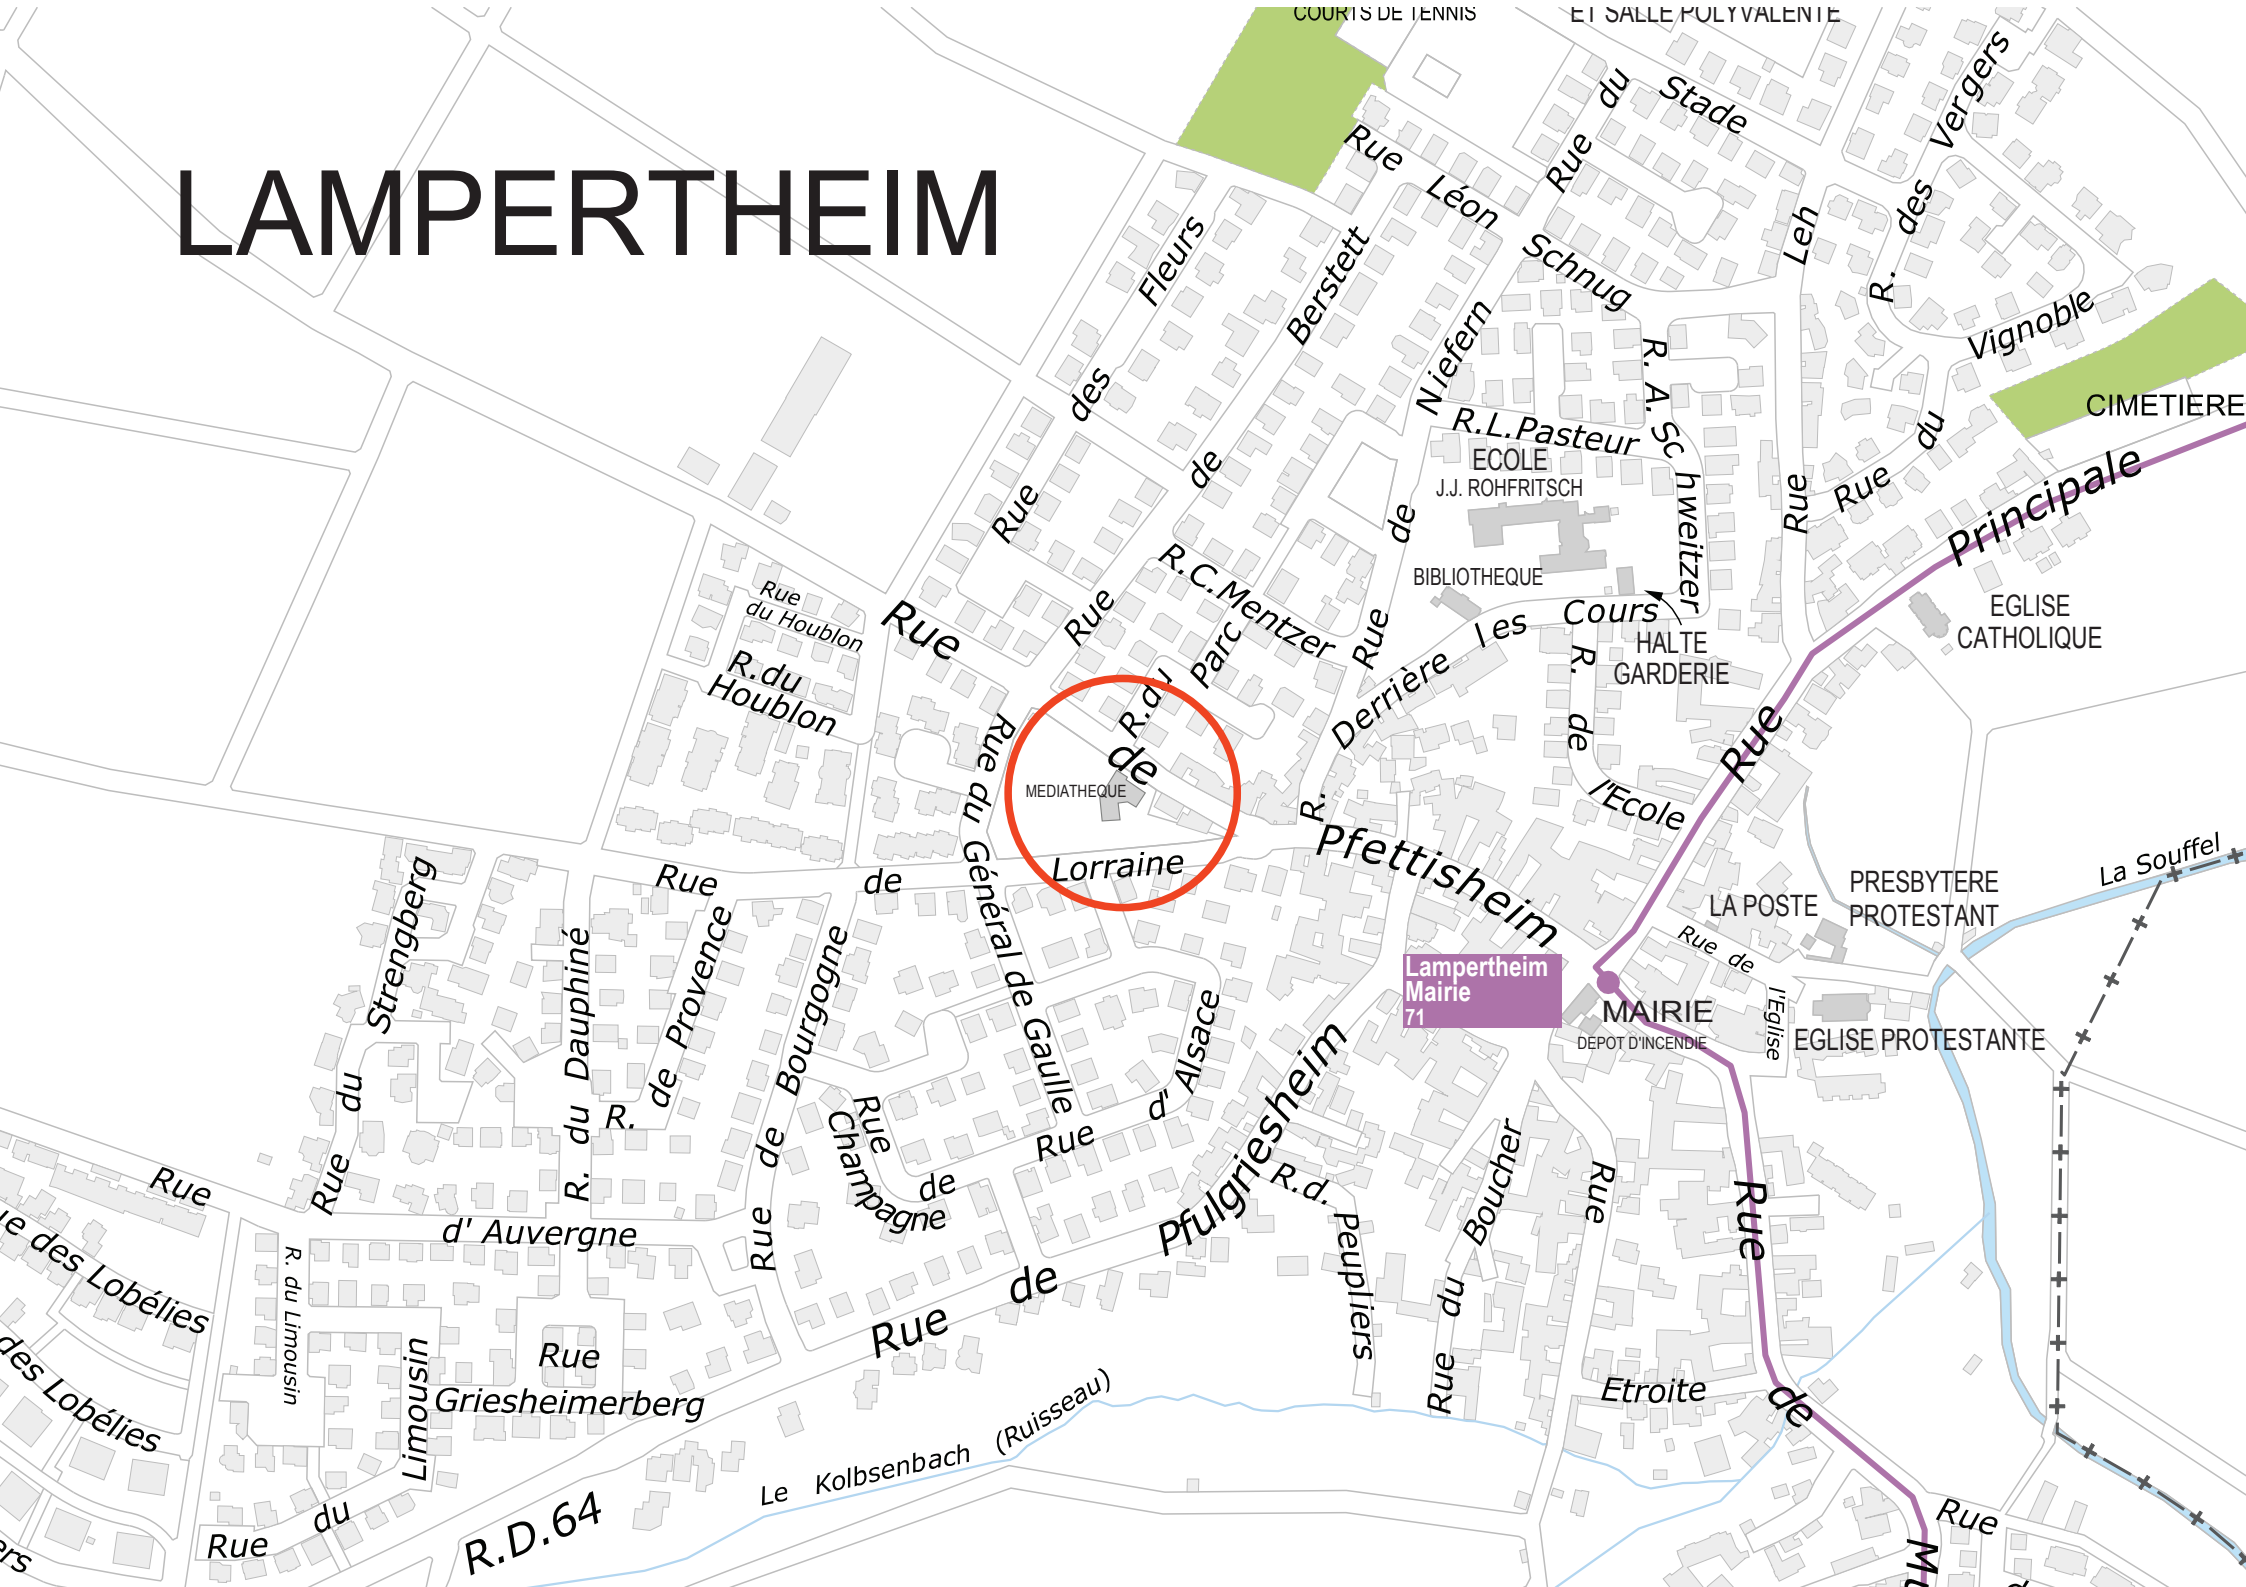 COURTS DE TENNIS
ET SALLE POLYVALENTE
LAMPERTHEIM
Rue du
Stade
R. des Vergers
Rue Léon Schnug
Rue Leh
Rue des Fleurs
Rue de Berstett
Rue de Niefern
R. A. Schweitzer
Rue du Vignoble
CIMETIERE
R.L.Pasteur
ECOLE
J.J. ROHFRITSCH
Rue Principale
R.C.Mentzer
BIBLIOTHEQUE
Rue
du Houblon
R. Derrière les Cours
HALTE
GARDERIE
EGLISE
CATHOLIQUE
R.du
Houblon
R.du Parc
R. de l'Ecole
MEDIATHEQUE
Rue de Pfettisheim
Rue du Général de Gaulle
Rue de Lorraine
La Souffel
LA POSTE
PRESBYTERE
PROTESTANT
Rue du Strengberg
R. du Dauphiné
R. de Provence
Rue de Bourgogne
Rue de
l'Eglise
Lampertheim
Mairie
71
MAIRIE
DEPOT D'INCENDIE
EGLISE PROTESTANTE
Rue d' Alsace
Rue de
Champagne
Rue de Pfulgriesheim
R.d. Peupliers
Rue du Boucher
Rue d' Auvergne
ue des Lobélies
des Lobélies
R. du Limousin
Rue
Griesheimerberg
Rue du Limousin
Rue Etroite
Rue de Mu
Le Kolbsenbach (Ruisseau)
R.D.64
Rue
ers